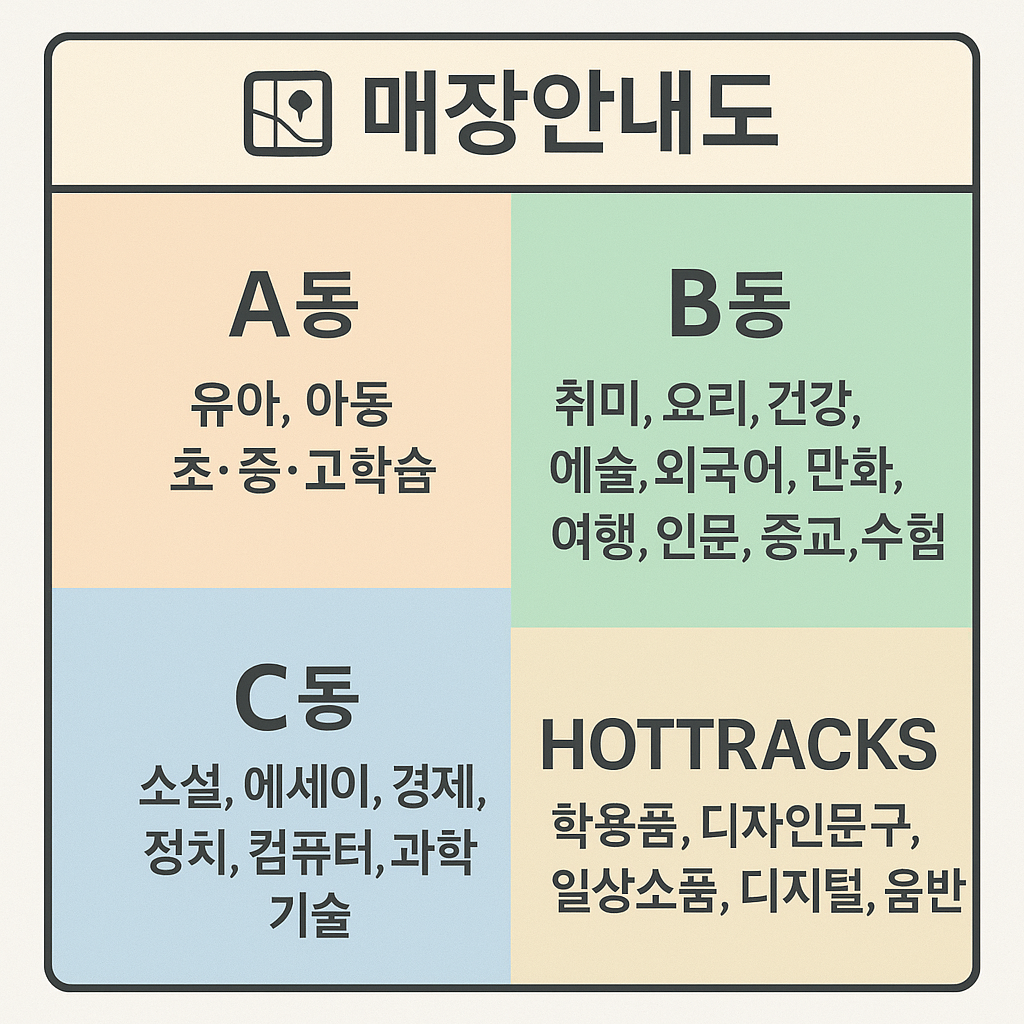 매장안내도
A동
유아, 아동
초·중·고학습
B동
취미, 요리, 건강,
에술, 외국어, 만화,
여행, 인문, 중교, 수험
C동
소설, 에세이, 경제,
정치, 컴퓨터, 과학
기술
HOTTRACKS
학용품, 디자인문구,
일상소품, 디지털, 움반